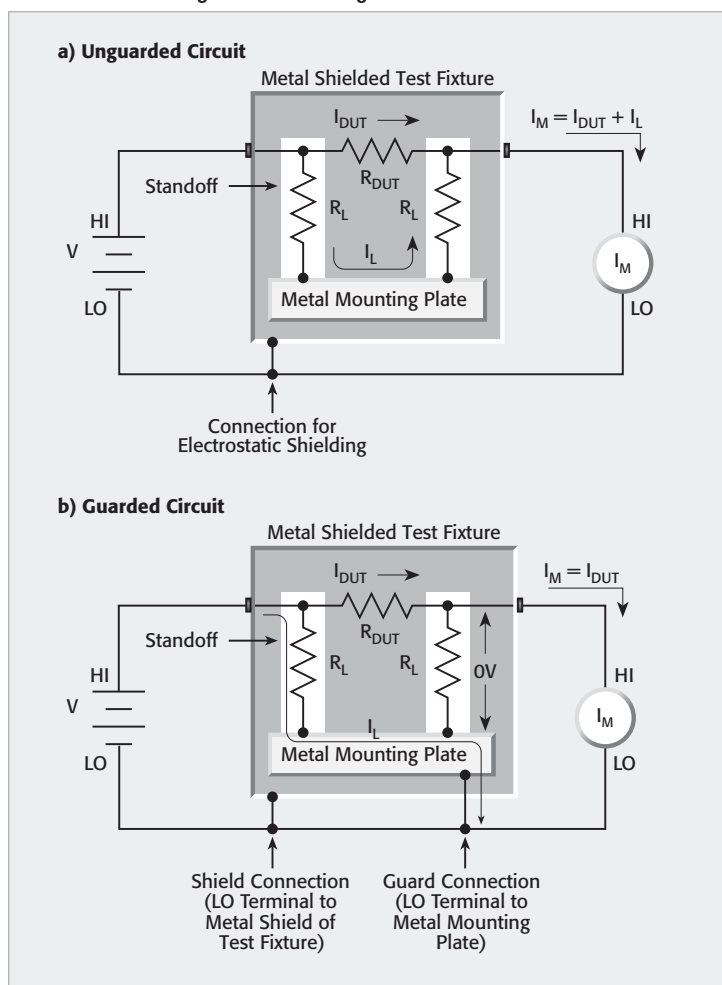 a) Unguarded Circuit
Metal Shielded Test Fixture
I_DUT
I_M = I_DUT + I_L
R_DUT
Standoff
R_L
R_L
HI
HI
V
I_L
I_M
LO
Metal Mounting Plate
LO
Connection for
Electrostatic Shielding
b) Guarded Circuit
Metal Shielded Test Fixture
I_DUT
I_M = I_DUT
R_DUT
Standoff
R_L
R_L
0V
HI
HI
V
I_L
I_M
LO
Metal Mounting Plate
LO
Shield Connection
(LO Terminal to
Metal Shield of
Test Fixture)
Guard Connection
(LO Terminal to
Metal Mounting
Plate)